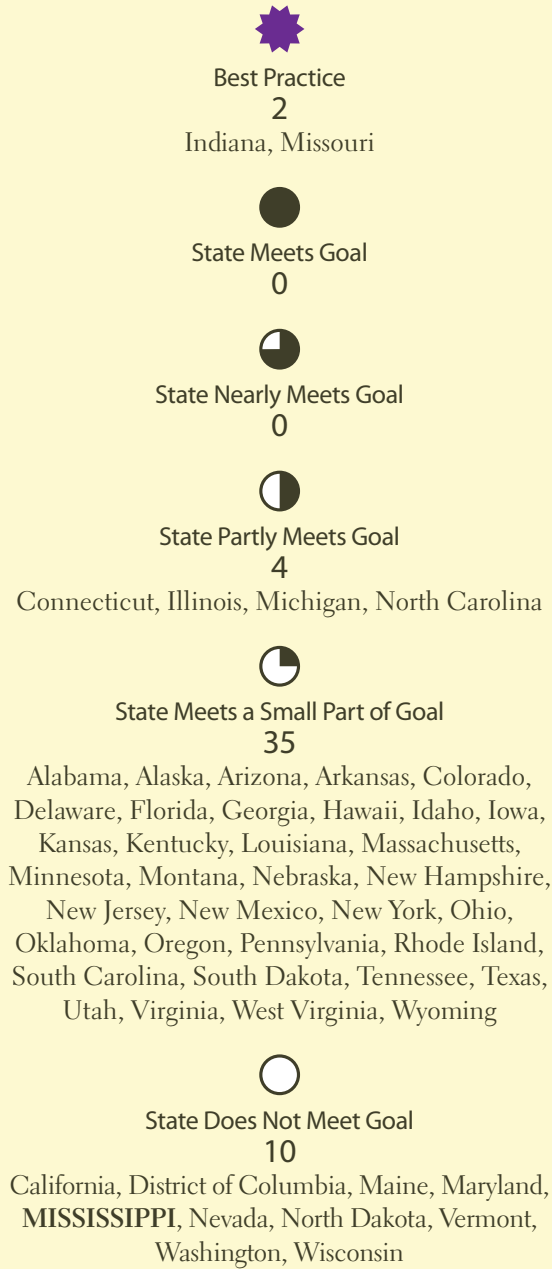 Best Practice
2
Indiana, Missouri
State Meets Goal
0
State Nearly Meets Goal
0
State Partly Meets Goal
4
Connecticut, Illinois, Michigan, North Carolina
State Meets a Small Part of Goal
35
Alabama, Alaska, Arizona, Arkansas, Colorado,
Delaware, Florida, Georgia, Hawaii, Idaho, Iowa,
Kansas, Kentucky, Louisiana, Massachusetts,
Minnesota, Montana, Nebraska, New Hampshire,
New Jersey, New Mexico, New York, Ohio,
Oklahoma, Oregon, Pennsylvania, Rhode Island,
South Carolina, South Dakota, Tennessee, Texas,
Utah, Virginia, West Virginia, Wyoming
State Does Not Meet Goal
10
California, District of Columbia, Maine, Maryland,
MISSISSIPPI, Nevada, North Dakota, Vermont,
Washington, Wisconsin